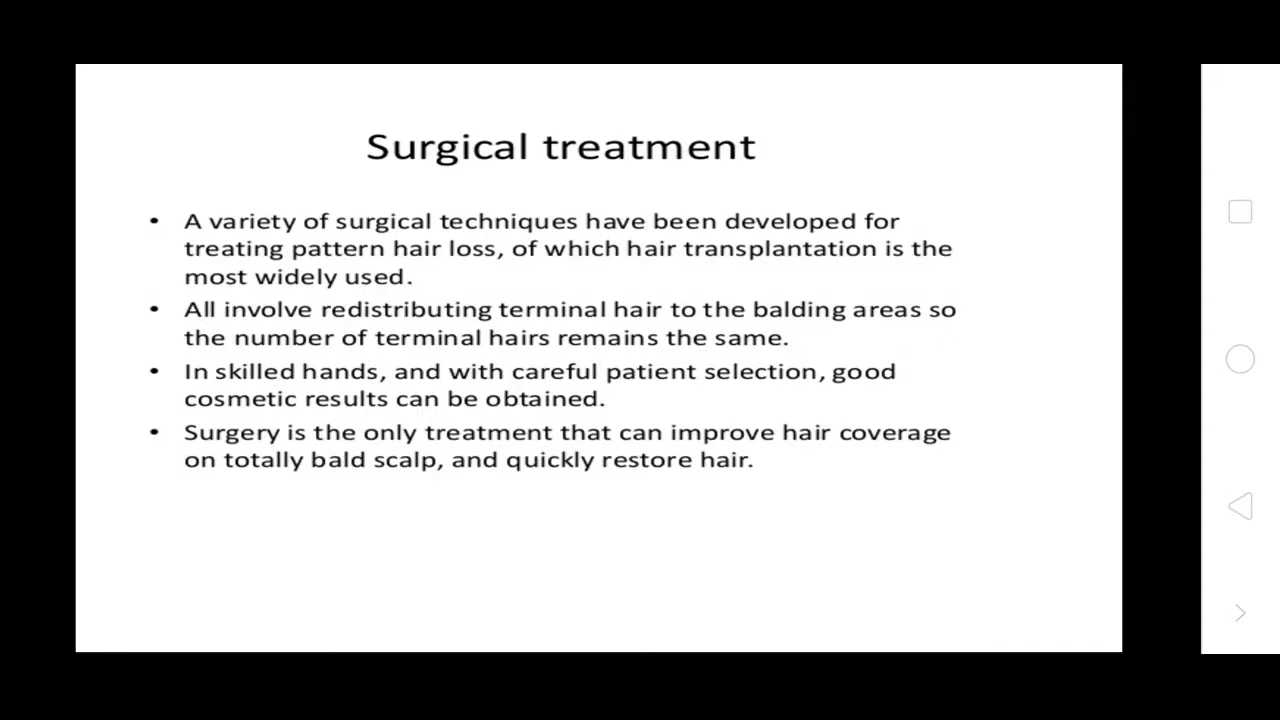 Surgical treatment
• A variety of surgical techniques have been developed for
treating pattern hair loss, of which hair transplantation is the
most widely used.
• All involve redistributing terminal hair to the balding areas so
the number of terminal hairs remains the same.
• In skilled hands, and with careful patient selection, good
cosmetic results can be obtained.
• Surgery is the only treatment that can improve hair coverage
on totally bald scalp, and quickly restore hair.